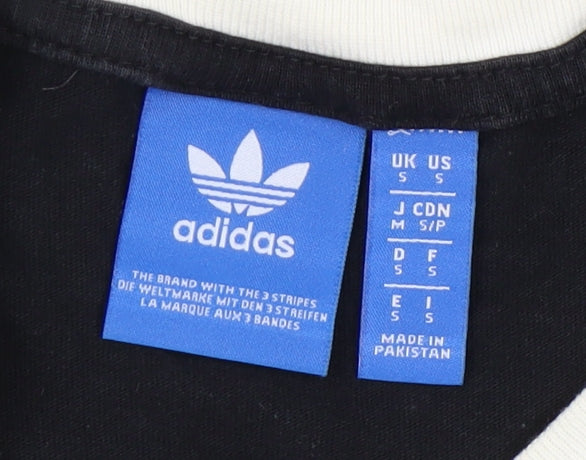 adidas
THE BRAND WITH THE 3 STRIPES
DIE WELTMARKE MIT DEN 3 STREIFEN
LA MARQUE AUX 3 BANDES
UK US
S S
J CDN
M S/P
D F
S S
E I
S S
MADE IN
PAKISTAN